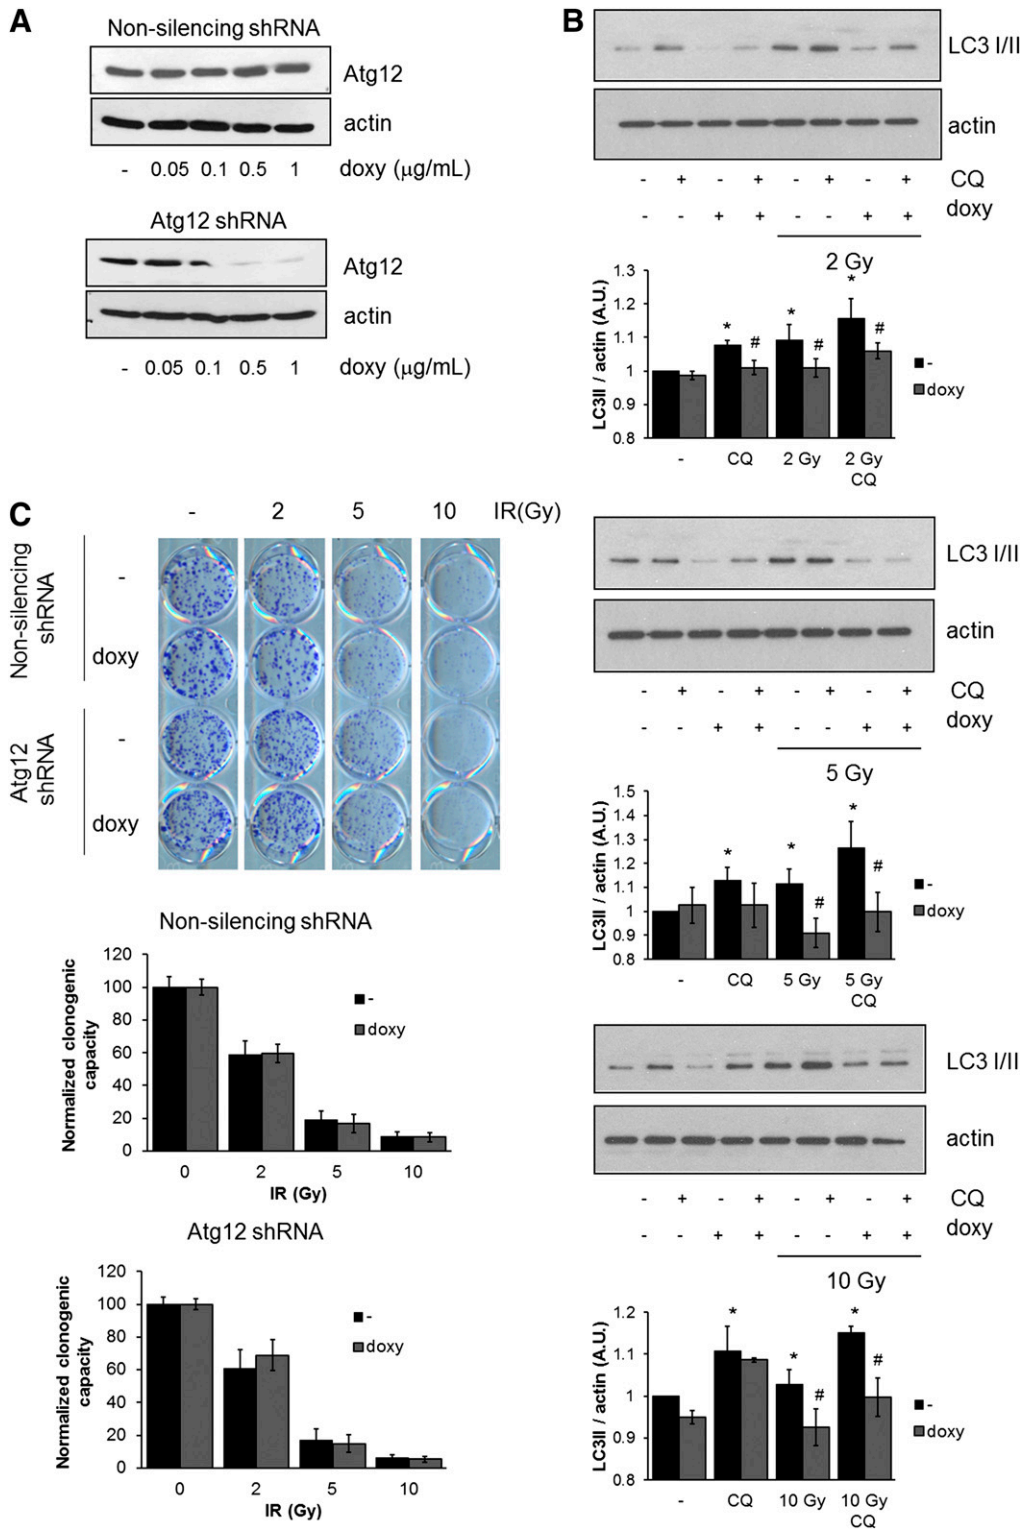 A
Non-silencing shRNA
Atg12
actin
- 0.05 0.1 0.5 1 doxy (µg/mL)
Atg12 shRNA
Atg12
actin
- 0.05 0.1 0.5 1 doxy (µg/mL)
B
LC3 I/II
actin
- + - + - + - + CQ
- - + + - - + + doxy
2 Gy
LC3II / actin (A.U.)
1.3
1.2
1.1
1
0.9
0.8
* # * # * #
-
doxy
- CQ 2 Gy 2 Gy
CQ
LC3 I/II
actin
- + - + - + - + CQ
- - + + - - + + doxy
5 Gy
LC3II / actin (A.U.)
1.5
1.4
1.3
1.2
1.1
1
0.9
0.8
* * # * #
-
doxy
- CQ 5 Gy 5 Gy
CQ
LC3 I/II
actin
- + - + - + - + CQ
- - + + - - + + doxy
10 Gy
LC3II / actin (A.U.)
1.2
1.1
1
0.9
0.8
* * # * #
-
doxy
- CQ 10 Gy 10 Gy
CQ
C
- 2 5 10 IR(Gy)
Non-silencing
shRNA
-
doxy
Atg12
shRNA
-
doxy
Non-silencing shRNA
Normalized clonogenic
capacity
120
100
80
60
40
20
0
-
doxy
0 2 5 10
IR (Gy)
Atg12 shRNA
Normalized clonogenic
capacity
120
100
80
60
40
20
0
-
doxy
0 2 5 10
IR (Gy)